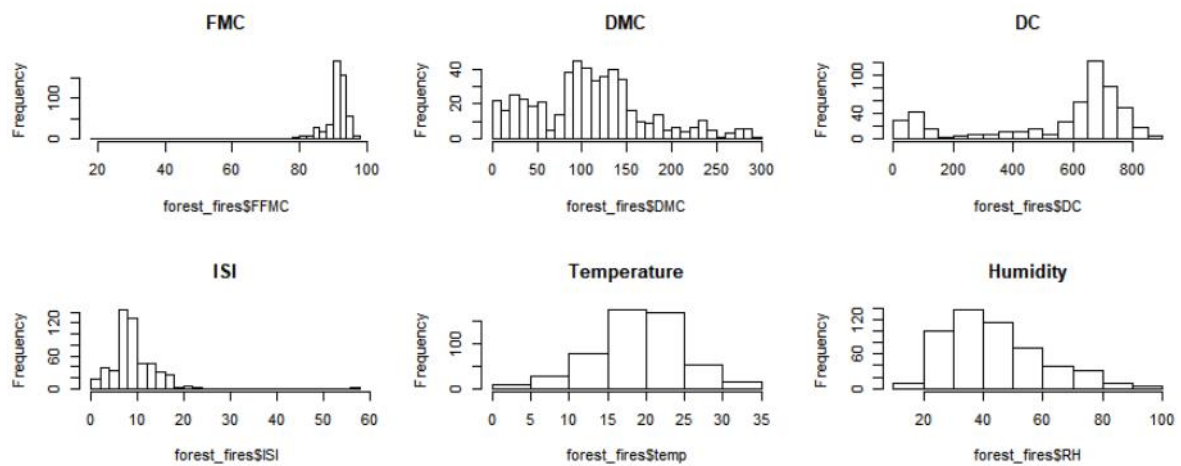 FMC
Frequency
0 100
20 40 60 80 100
forest_fires$FFMC
DMC
Frequency
0 20 40
0 50 100 150 200 250 300
forest_fires$DMC
DC
Frequency
0 40 100
0 200 400 600 800
forest_fires$DC
ISI
Frequency
0 60 120
0 10 20 30 40 50 60
forest_fires$ISI
Temperature
Frequency
0 100
0 5 10 15 20 25 30 35
forest_fires$temp
Humidity
Frequency
0 60 120
20 40 60 80 100
forest_fires$RH